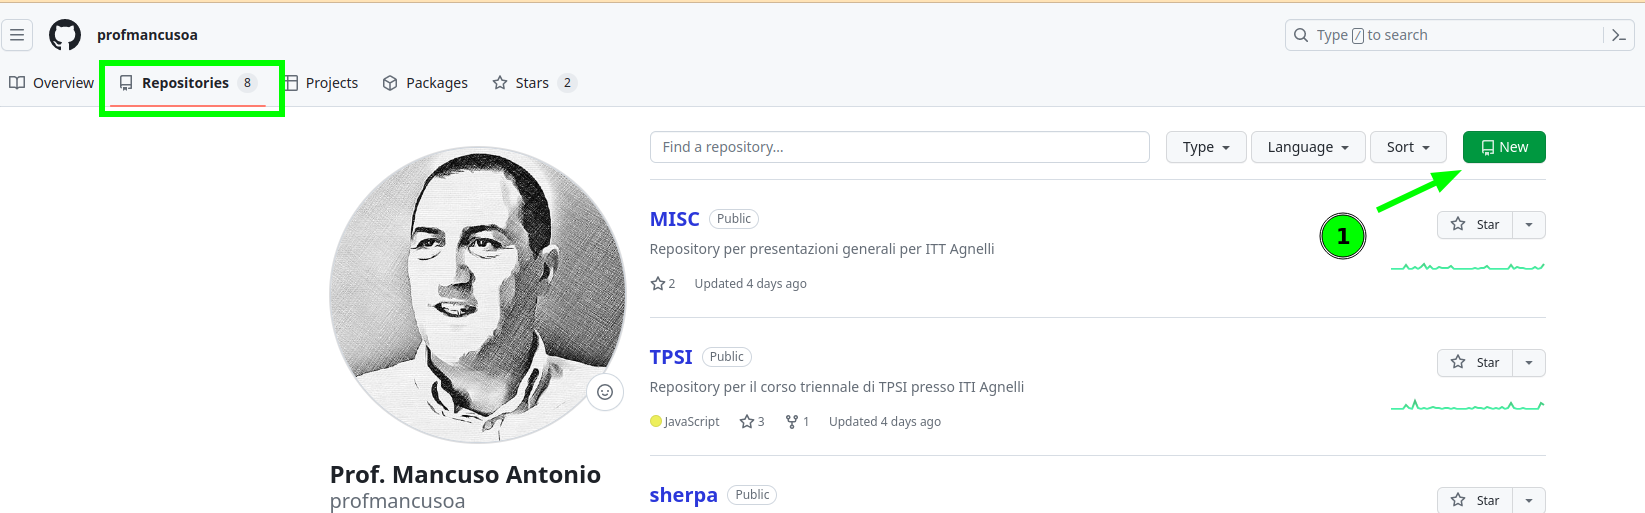 profmancusoa
Type / to search
Overview Repositories 8 Projects Packages Stars 2
Find a repository...
Type Language Sort New
MISC Public
Star
1
Repository per presentazioni generali per ITT Agnelli
2 Updated 4 days ago
TPSI Public
Star
Repository per il corso triennale di TPSI presso ITI Agnelli
JavaScript 3 1 Updated 4 days ago
Prof. Mancuso Antonio
profmancusoa
sherpa Public
Star